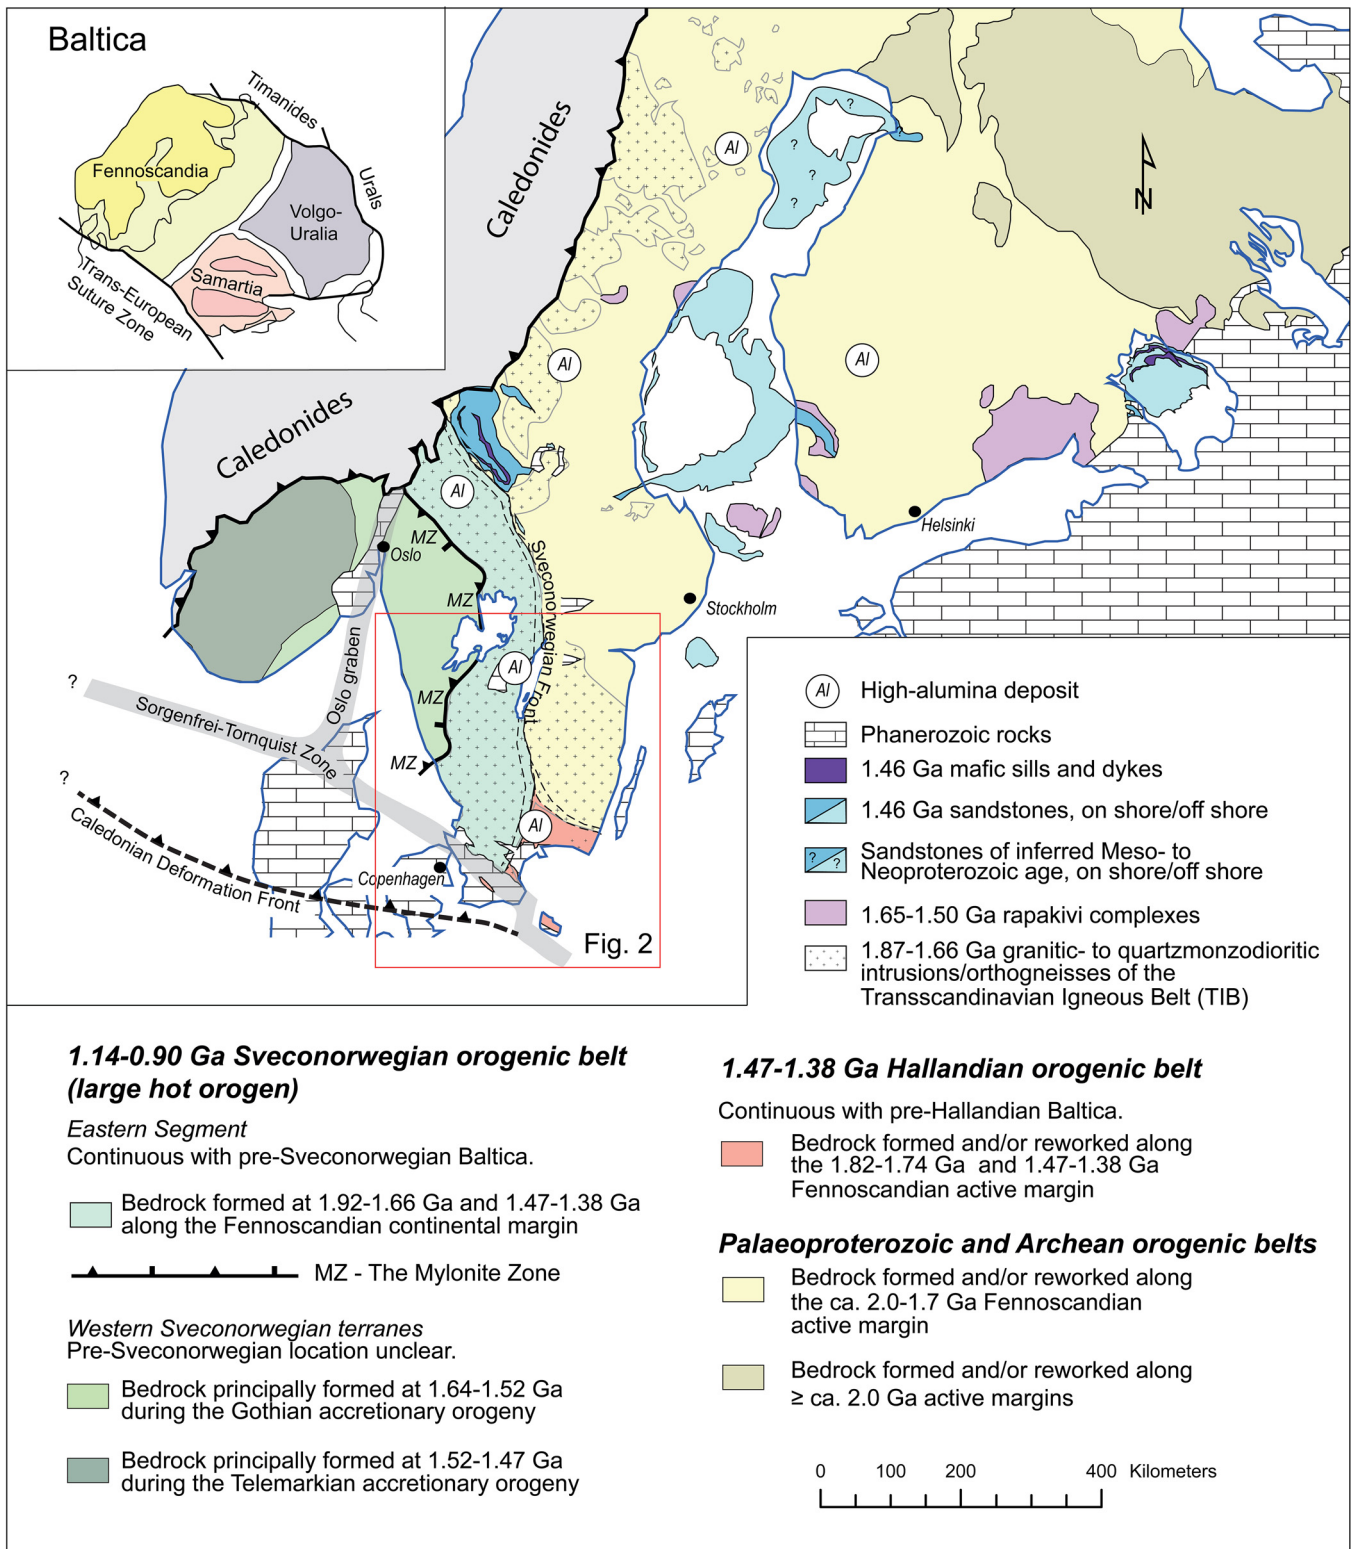 Baltica
Timanides
Urals
Fennoscandia
Volgo-
Uralia
Samartia
Trans-European
Suture Zone
Caledonides
Caledonides
N
Al
Al
Al
Al
Al
Al
?
?
?
?
?
MZ
MZ
MZ
MZ
Oslo
Helsinki
Stockholm
Copenhagen
Sveconorwegian Front
Oslo graben
?
Sorgenfrei-Tornquist Zone
?
Caledonian Deformation Front
Fig. 2
Al
High-alumina deposit
Phanerozoic rocks
1.46 Ga mafic sills and dykes
1.46 Ga sandstones, on shore/off shore
? ?
Sandstones of inferred Meso- to
Neoproterozoic age, on shore/off shore
1.65-1.50 Ga rapakivi complexes
1.87-1.66 Ga granitic- to quartzmonzodioritic
intrusions/orthogneisses of the
Transscandinavian Igneous Belt (TIB)
1.14-0.90 Ga Sveconorwegian orogenic belt
(large hot orogen)
Eastern Segment
Continuous with pre-Sveconorwegian Baltica.
Bedrock formed at 1.92-1.66 Ga and 1.47-1.38 Ga
along the Fennoscandian continental margin
MZ - The Mylonite Zone
Western Sveconorwegian terranes
Pre-Sveconorwegian location unclear.
Bedrock principally formed at 1.64-1.52 Ga
during the Gothian accretionary orogeny
Bedrock principally formed at 1.52-1.47 Ga
during the Telemarkian accretionary orogeny
1.47-1.38 Ga Hallandian orogenic belt
Continuous with pre-Hallandian Baltica.
Bedrock formed and/or reworked along
the 1.82-1.74 Ga and 1.47-1.38 Ga
Fennoscandian active margin
Palaeoproterozoic and Archean orogenic belts
Bedrock formed and/or reworked along
the ca. 2.0-1.7 Ga Fennoscandian
active margin
Bedrock formed and/or reworked along
≥ ca. 2.0 Ga active margins
0 100 200 400 Kilometers